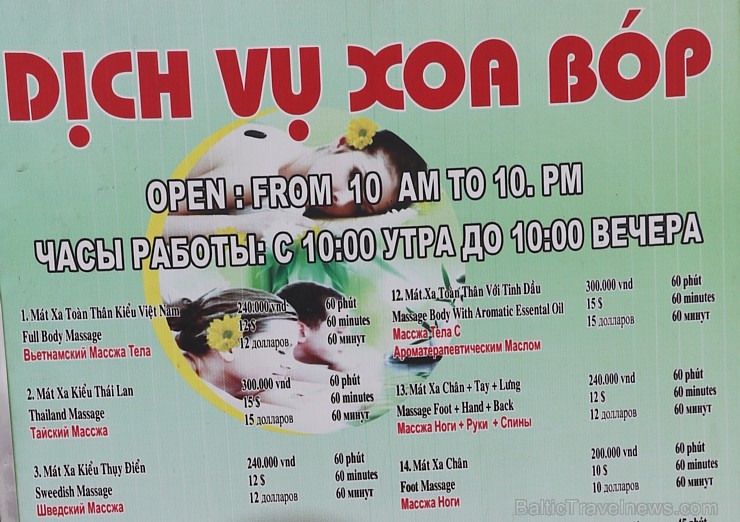 DỊCH VỤ XOA BÓP
OPEN : FROM 10 AM TO 10. PM
ЧАСЫ РАБОТЫ: С 10:00 УТРА ДО 10:00 ВЕЧЕРА
1. Mát Xa Toàn Thân Kiểu Việt Nam 240.000 vnd 60 phút
Full Body Massage 12 $ 60 minutes
Вьетнамский Массжа Тела 12 долларов 60 минут
2. Mát Xa Kiểu Thái Lan 300.000 vnd 60 phút
Thailand Massage 15 $ 60 minutes
Тайский Массжа 15 долларов 60 минут
3. Mát Xa Kiểu Thụy Điển 240.000 vnd 60 phút
Sweedish Massage 12 $ 60 minutes
Шведский Массжа 12 долларов 60 минут
12. Mát Xa Toàn Thân Với Tinh Dầu 300.000 vnd 60 phút
Massage Body With Aromatic Essental Oil 15 $ 60 minutes
Массжа Тела С 15 долларов 60 минут
Ароматерапевтическим Маслом
13. Mát Xa Chân + Tay + Lưng 240.000 vnd 60 phút
Massage Foot + Hand + Back 12 $ 60 minutes
Массжа Ноги + Руки + Спины 12 долларов 60 минут
14. Mát Xa Chân 200.000 vnd 60 phút
Foot Massage 10 $ 60 minutes
Массжа Ноги 10 долларов 60 минут
BalticTravelnews.com